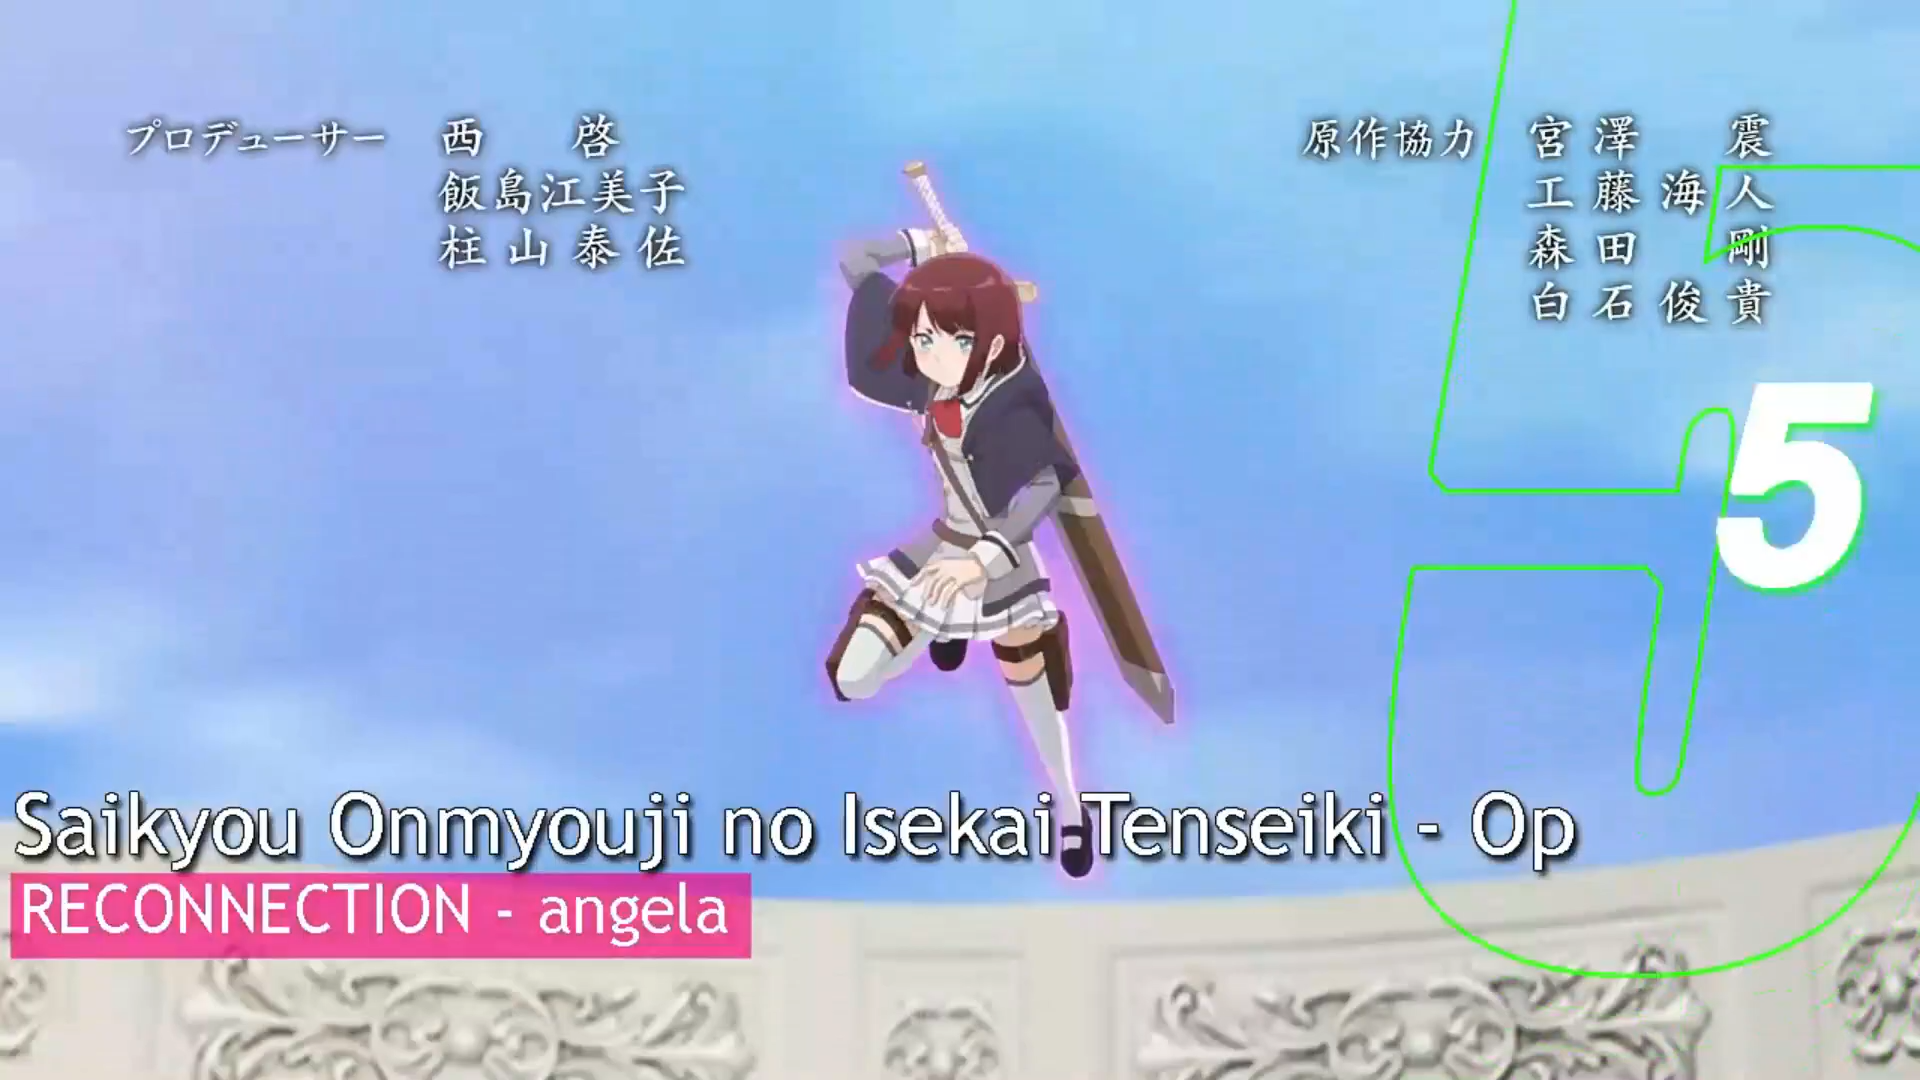 プロデューサー 西 啓
飯島江美子
柱山泰佐
原作協力 宮澤 震
工藤海人
森田 剛
白石俊貴
5
Saikyou Onmyouji no Isekai Tenseiki - Op
RECONNECTION - angela